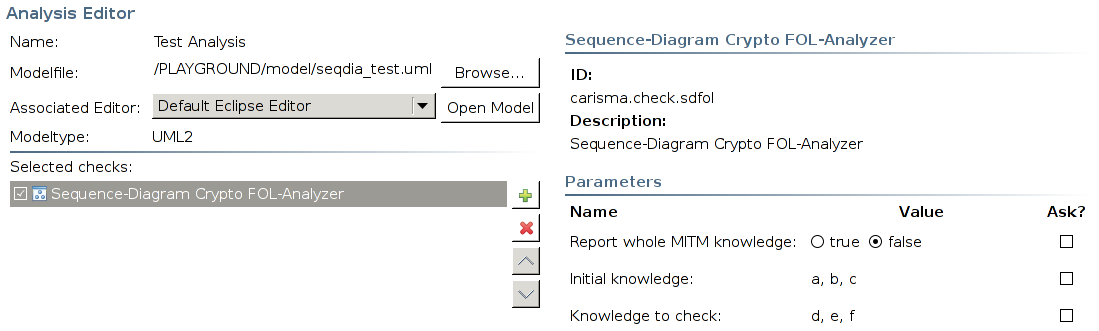 Analysis Editor
Name: Test Analysis
Modelfile: /PLAYGROUND/model/seqdia_test.uml Browse...
Associated Editor: Default Eclipse Editor Open Model
Modeltype: UML2
Selected checks:
Sequence-Diagram Crypto FOL-Analyzer
Sequence-Diagram Crypto FOL-Analyzer
ID:
carisma.check.sdfol
Description:
Sequence-Diagram Crypto FOL-Analyzer
Parameters
Name Value Ask?
Report whole MITM knowledge: true false
Initial knowledge: a, b, c
Knowledge to check: d, e, f